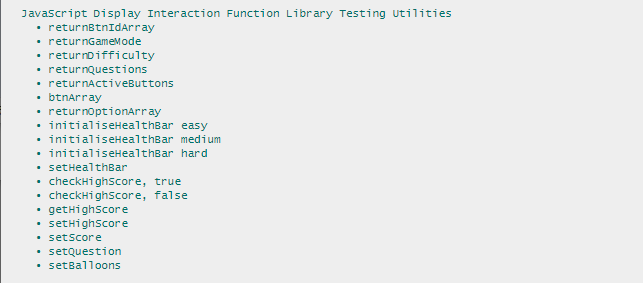 JavaScript Display Interaction Function Library Testing Utilities
• returnBtnIdArray
• returnGameMode
• returnDifficulty
• returnQuestions
• returnActiveButtons
• btnArray
• returnOptionArray
• initialiseHealthBar easy
• initialiseHealthBar medium
• initialiseHealthBar hard
• setHealthBar
• checkHighScore, true
• checkHighScore, false
• getHighScore
• setHighScore
• setScore
• setQuestion
• setBalloons